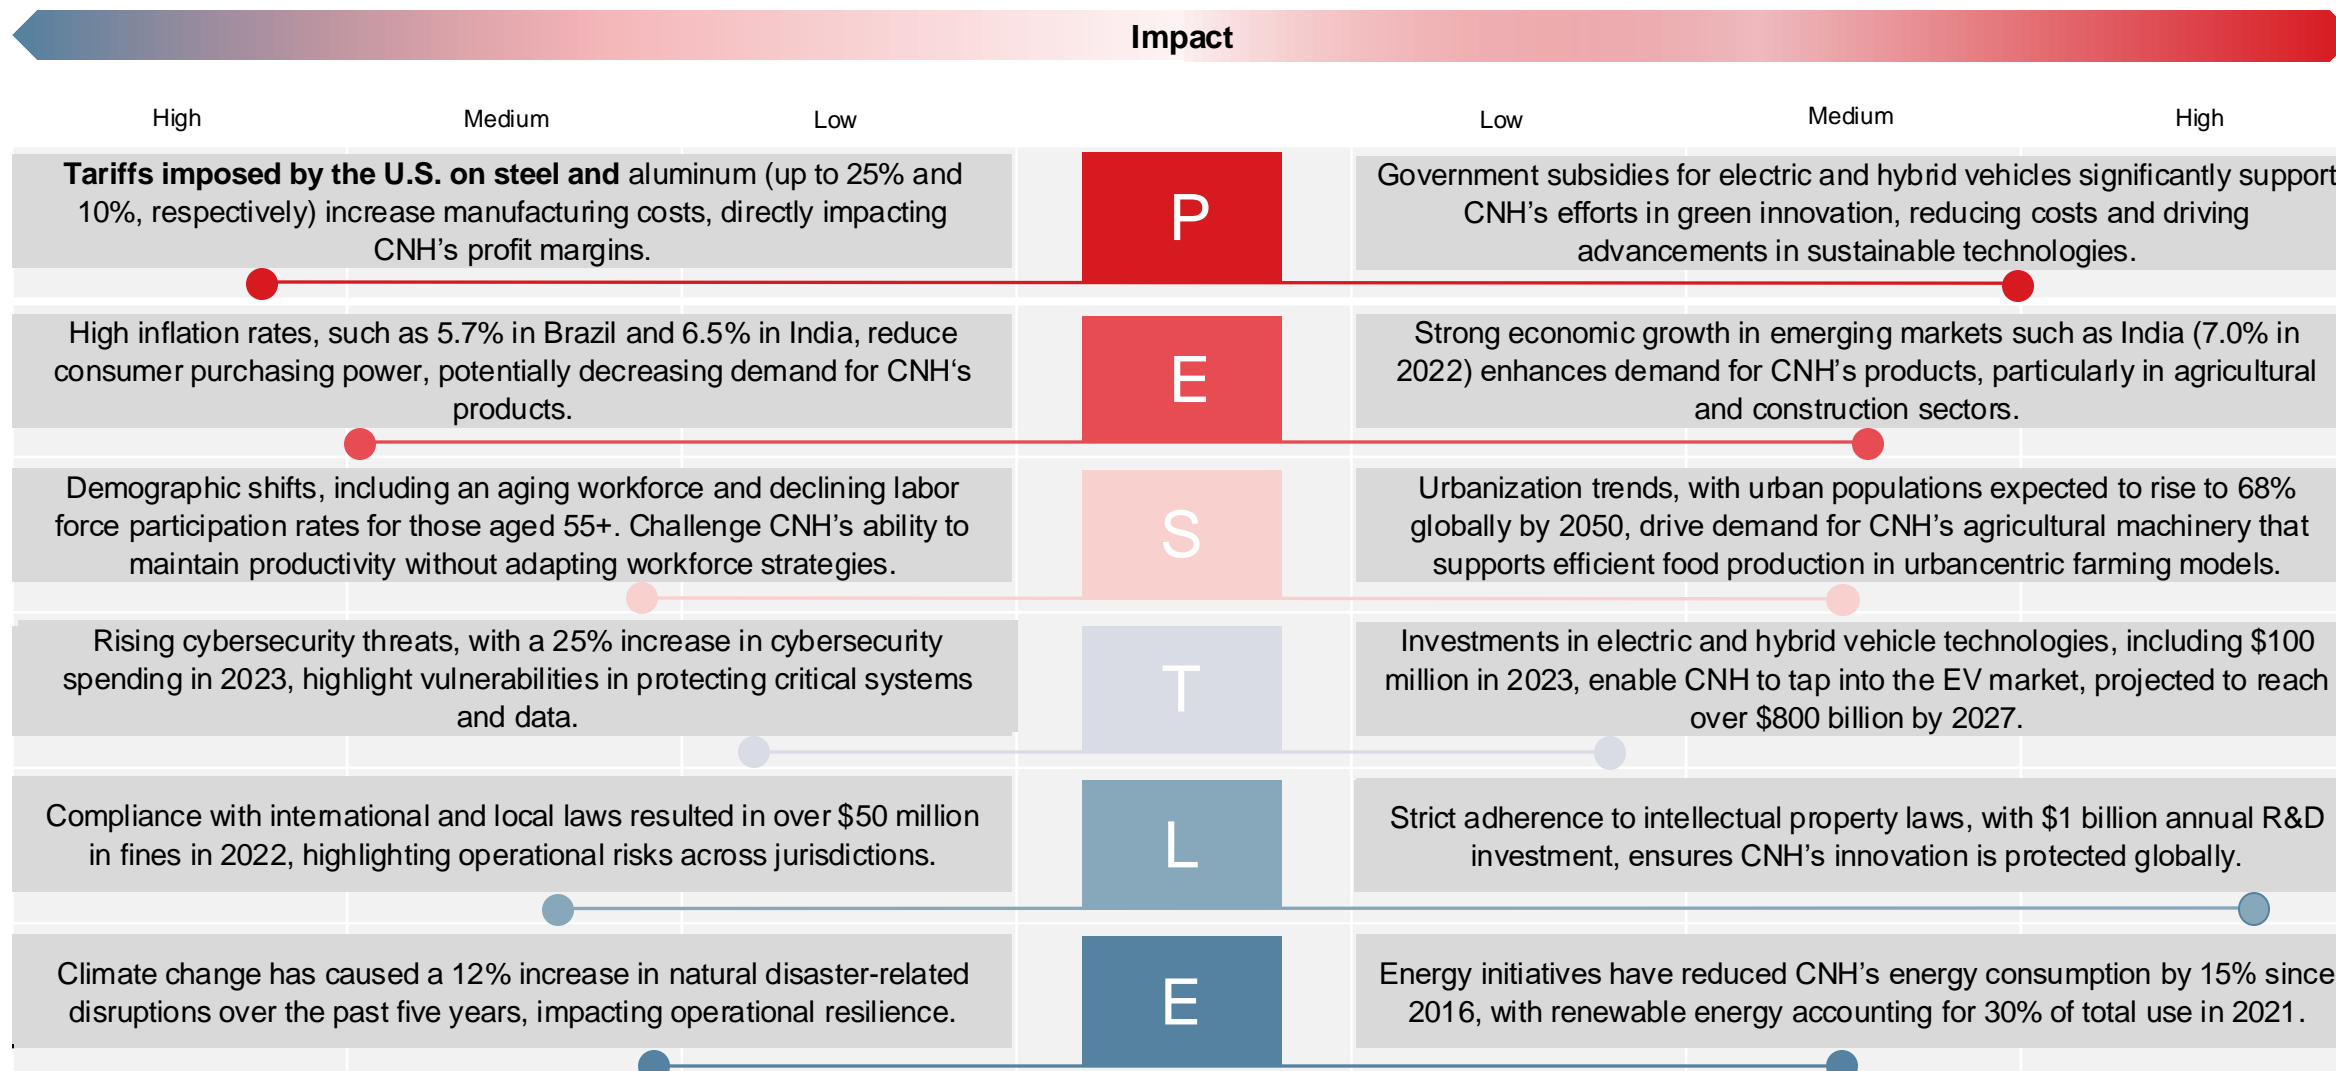 Impact
High Medium Low Low Medium High
Tariffs imposed by the U.S. on steel and aluminum (up to 25% and
10%, respectively) increase manufacturing costs, directly impacting
CNH's profit margins.
P
Government subsidies for electric and hybrid vehicles significantly support
CNH's efforts in green innovation, reducing costs and driving
advancements in sustainable technologies.
High inflation rates, such as 5.7% in Brazil and 6.5% in India, reduce
consumer purchasing power, potentially decreasing demand for CNH‘s
products.
E
Strong economic growth in emerging markets such as India (7.0% in
2022) enhances demand for CNH's products, particularly in agricultural
and construction sectors.
Demographic shifts, including an aging workforce and declining labor
force participation rates for those aged 55+. Challenge CNH's ability to
maintain productivity without adapting workforce strategies.
S
Urbanization trends, with urban populations expected to rise to 68%
globally by 2050, drive demand for CNH's agricultural machinery that
supports efficient food production in urbancentric farming models.
Rising cybersecurity threats, with a 25% increase in cybersecurity
spending in 2023, highlight vulnerabilities in protecting critical systems
and data.
T
Investments in electric and hybrid vehicle technologies, including $100
million in 2023, enable CNH to tap into the EV market, projected to reach
over $800 billion by 2027.
Compliance with international and local laws resulted in over $50 million
in fines in 2022, highlighting operational risks across jurisdictions.
L
Strict adherence to intellectual property laws, with $1 billion annual R&D
investment, ensures CNH's innovation is protected globally.
Climate change has caused a 12% increase in natural disaster-related
disruptions over the past five years, impacting operational resilience.
E
Energy initiatives have reduced CNH's energy consumption by 15% since
2016, with renewable energy accounting for 30% of total use in 2021.